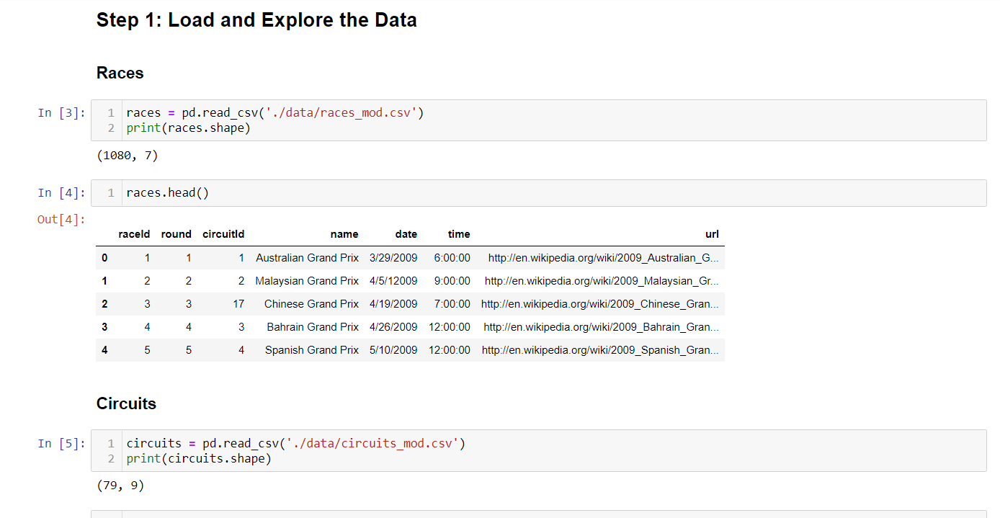 Step 1: Load and Explore the Data
Races
In [3]:
1 races = pd.read_csv('./data/races_mod.csv')
2 print(races.shape)
(1080, 7)
In [4]:
1 races.head()
Out[4]:
raceId round circuitId name date time url
0 1 1 1 Australian Grand Prix 3/29/2009 6:00:00 http://en.wikipedia.org/wiki/2009_Australian_G...
1 2 2 2 Malaysian Grand Prix 4/5/12009 9:00:00 http://en.wikipedia.org/wiki/2009_Malaysian_Gr...
2 3 3 17 Chinese Grand Prix 4/19/2009 7:00:00 http://en.wikipedia.org/wiki/2009_Chinese_Gran...
3 4 4 3 Bahrain Grand Prix 4/26/2009 12:00:00 http://en.wikipedia.org/wiki/2009_Bahrain_Gran...
4 5 5 4 Spanish Grand Prix 5/10/2009 12:00:00 http://en.wikipedia.org/wiki/2009_Spanish_Gran...
Circuits
In [5]:
1 circuits = pd.read_csv('./data/circuits_mod.csv')
2 print(circuits.shape)
(79, 9)